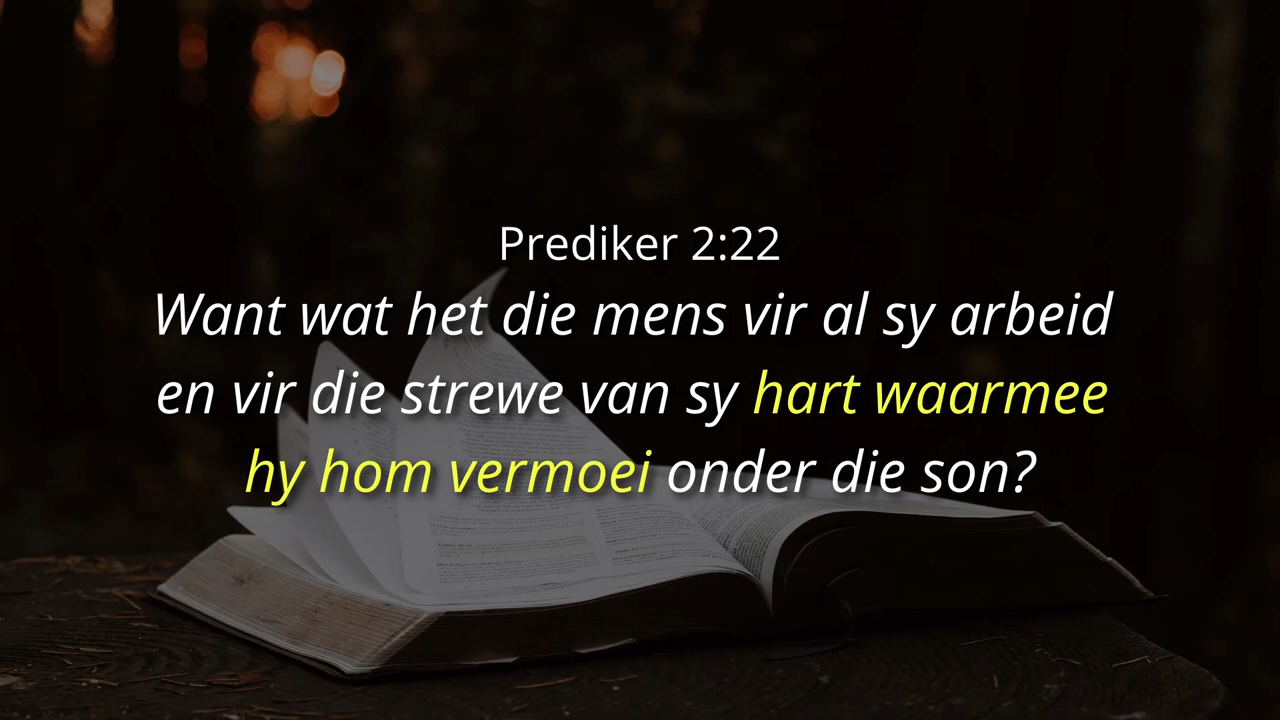 Prediker 2:22
Want wat het die mens vir al sy arbeid
en vir die strewe van sy hart waarmee
hy hom vermoei onder die son?